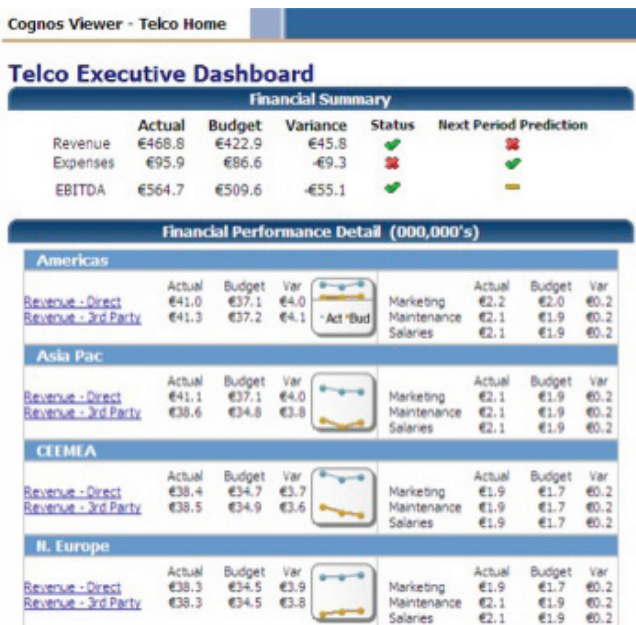 Cognos Viewer - Telco Home
Telco Executive Dashboard
Financial Summary
Actual Budget Variance Status Next Period Prediction
Revenue €468.8 €422.9 €45.8
Expenses €95.9 €86.6 -€9.3
EBITDA €564.7 €509.6 -€55.1
Financial Performance Detail (000,000's)
Americas
Actual Budget Var Actual Budget Var
Revenue - Direct €41.0 €37.1 €4.0 Marketing €2.2 €2.0 €0.2
Revenue - 3rd Party €41.3 €37.2 €4.1 Act Bud Maintenance €2.1 €1.9 €0.2
Salaries €2.1 €1.9 €0.2
Asia Pac
Actual Budget Var Actual Budget Var
Revenue - Direct €41.1 €37.1 €4.0 Marketing €2.1 €1.9 €0.2
Revenue - 3rd Party €38.6 €34.8 €3.8 Maintenance €2.1 €1.9 €0.2
Salaries €2.1 €1.9 €0.2
CEEMEA
Actual Budget Var Actual Budget Var
Revenue - Direct €38.4 €34.7 €3.7 Marketing €1.9 €1.7 €0.2
Revenue - 3rd Party €38.5 €34.9 €3.6 Maintenance €1.9 €1.7 €0.2
Salaries €1.9 €1.7 €0.2
N. Europe
Actual Budget Var Actual Budget Var
Revenue - Direct €38.3 €34.5 €3.9 Marketing €1.9 €1.7 €0.2
Revenue - 3rd Party €38.3 €34.5 €3.8 Maintenance €2.1 €1.9 €0.2
Salaries €2.1 €1.9 €0.2